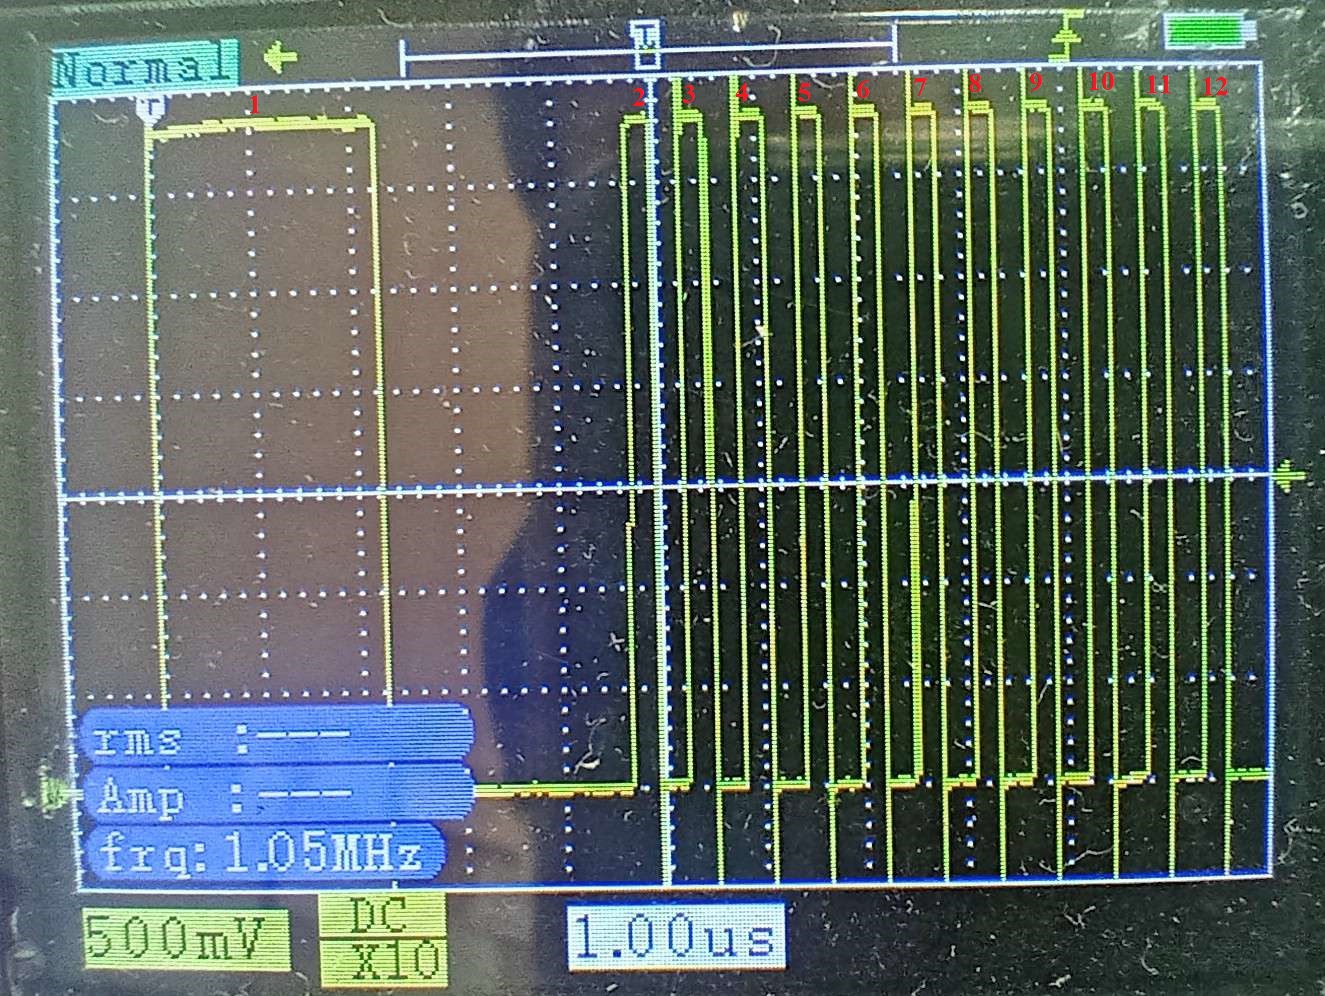 Normal
T
T
1 2 3 4 5 6 7 8 9 10 11 12
rms :---
Amp :---
frq:1.05MHz
500mV
DC
X10
1.00us